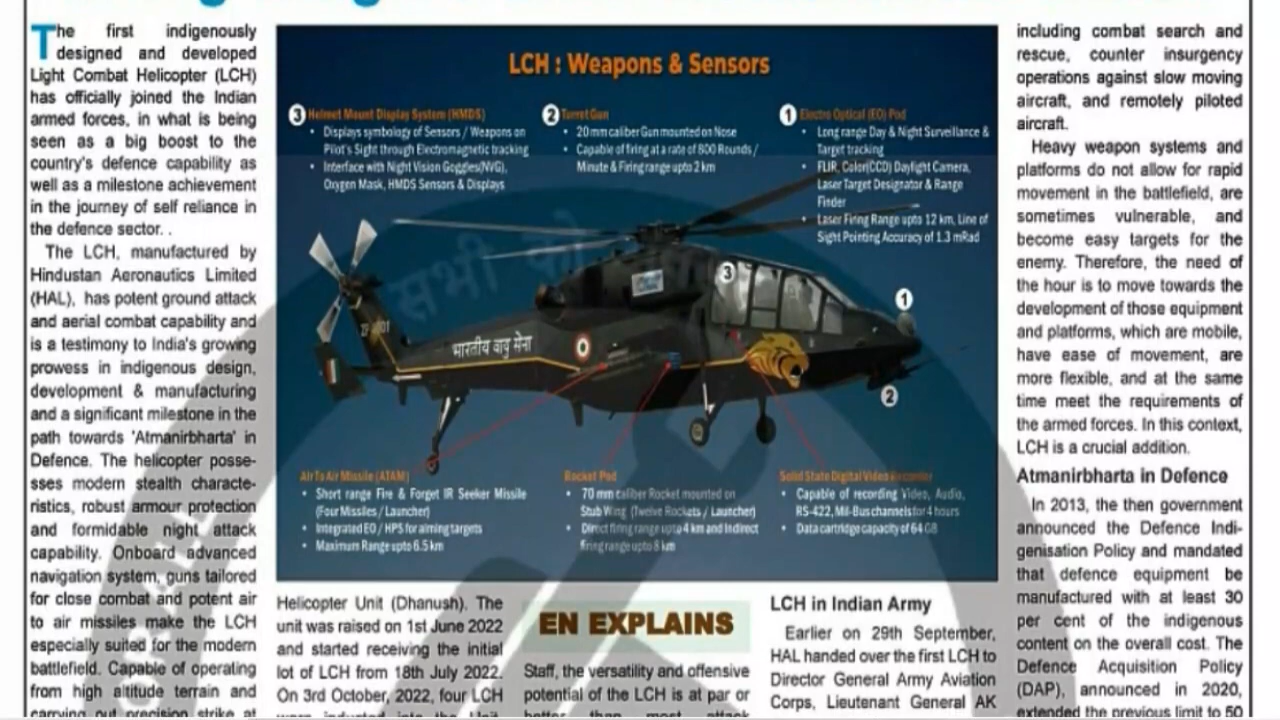 The first indigenously
designed and developed
Light Combat Helicopter (LCH)
has officially joined the Indian
armed forces, in what is being
seen as a big boost to the
country's defence capability as
well as a milestone achievement
in the journey of self reliance in
the defence sector. .
The LCH, manufactured by
Hindustan Aeronautics Limited
(HAL), has potent ground attack
and aerial combat capability and
is a testimony to India's growing
prowess in indigenous design,
development & manufacturing
and a significant milestone in the
path towards 'Atmanirbharta' in
Defence. The helicopter posse-
sses modern stealth characte-
ristics, robust armour protection
and formidable night attack
capability. Onboard advanced
navigation system, guns tailored
for close combat and potent air
to air missiles make the LCH
especially suited for the modern
battlefield. Capable of operating
from high altitude terrain and
carrying out precision strike at
LCH : Weapons & Sensors
3 Helmet Mount Display System (HMDS)
• Displays symbology of Sensors / Weapons on
Pilot's Sight through Electromagnetic tracking
• Interface with Night Vision Goggles(NVG),
Oxygen Mask, HMDS Sensors & Displays
2 Turret Gun
• 20 mm caliber Gun mounted on Nose
• Capable of firing at a rate of 800 Rounds /
Minute & Firing range upto 2 km
1 Electro Optical (EO) Pod
• Long range Day & Night Surveillance &
Target tracking
• FLIR, Color(CCD) Daylight Camera,
Laser Target Designator & Range
Finder
• Laser Firing Range upto 12 km, Line of
Sight Pointing Accuracy of 1.3 mRad
सभी को
3
1
भारतीय वायु सेना
2
Air To Air Missile (ATAM)
• Short range Fire & Forget IR Seeker Missile
(Four Missiles / Launcher)
• Integrated EO / HPS for aiming targets
• Maximum Range upto 6.5 km
Rocket Pod
• 70 mm caliber Rocket mounted on
Stub Wing (Twelve Rockets / Launcher)
• Direct firing range upto 4 km and Indirect
firing range upto 8 km
Solid State Digital Video Recorder
• Capable of recording Video, Audio,
RS-422, Mil-Bus channels for 4 hours
• Data cartridge capacity of 64 GB
Helicopter Unit (Dhanush). The
unit was raised on 1st June 2022
and started receiving the initial
lot of LCH from 18th July 2022.
On 3rd October, 2022, four LCH
were inducted into the Unit
EN EXPLAINS
Staff, the versatility and offensive
potential of the LCH is at par or
better than most attack
LCH in Indian Army
Earlier on 29th September,
HAL handed over the first LCH to
Director General Army Aviation
Corps, Lieutenant General AK
including combat search and
rescue, counter insurgency
operations against slow moving
aircraft, and remotely piloted
aircraft.
Heavy weapon systems and
platforms do not allow for rapid
movement in the battlefield, are
sometimes vulnerable, and
become easy targets for the
enemy. Therefore, the need of
the hour is to move towards the
development of those equipment
and platforms, which are mobile,
have ease of movement, are
more flexible, and at the same
time meet the requirements of
the armed forces. In this context,
LCH is a crucial addition.
Atmanirbharta in Defence
In 2013, the then government
announced the Defence Indi-
genisation Policy and mandated
that defence equipment be
manufactured with at least 30
per cent of the indigenous
content on the overall cost. The
Defence Acquisition Policy
(DAP), announced in 2020,
extended the previous limit to 50